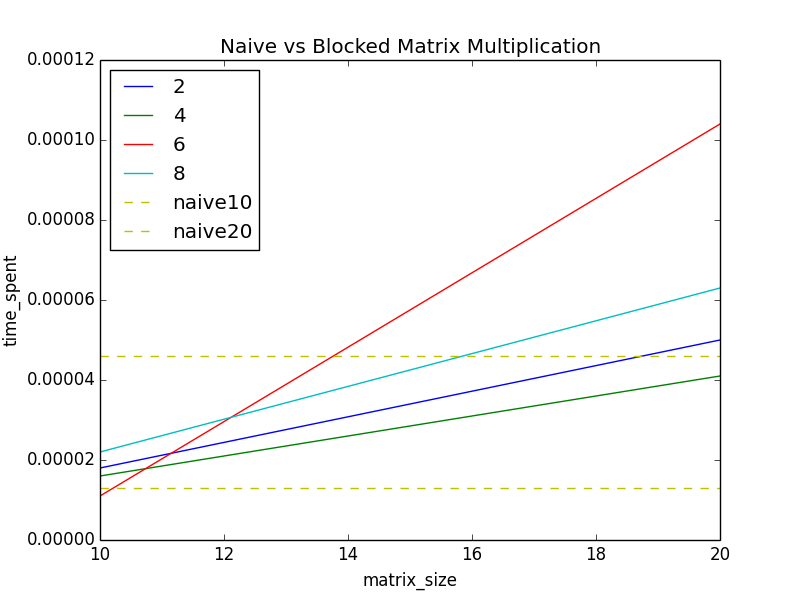 Naive vs Blocked Matrix Multiplication
0.00012
0.00010
0.00008
0.00006
0.00004
0.00002
0.00000
time_spent
2
4
6
8
naive10
naive20
10 12 14 16 18 20
matrix_size